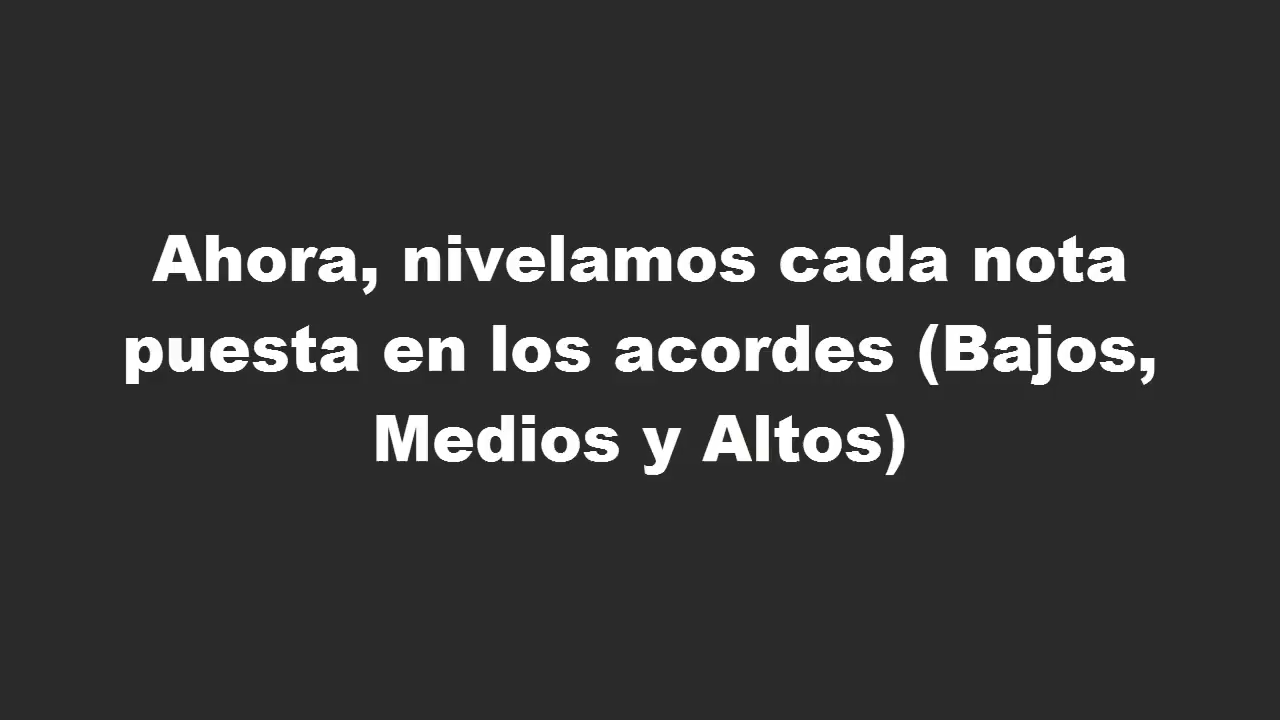 Ahora, nivelamos cada nota
puesta en los acordes (Bajos,
Medios y Altos)